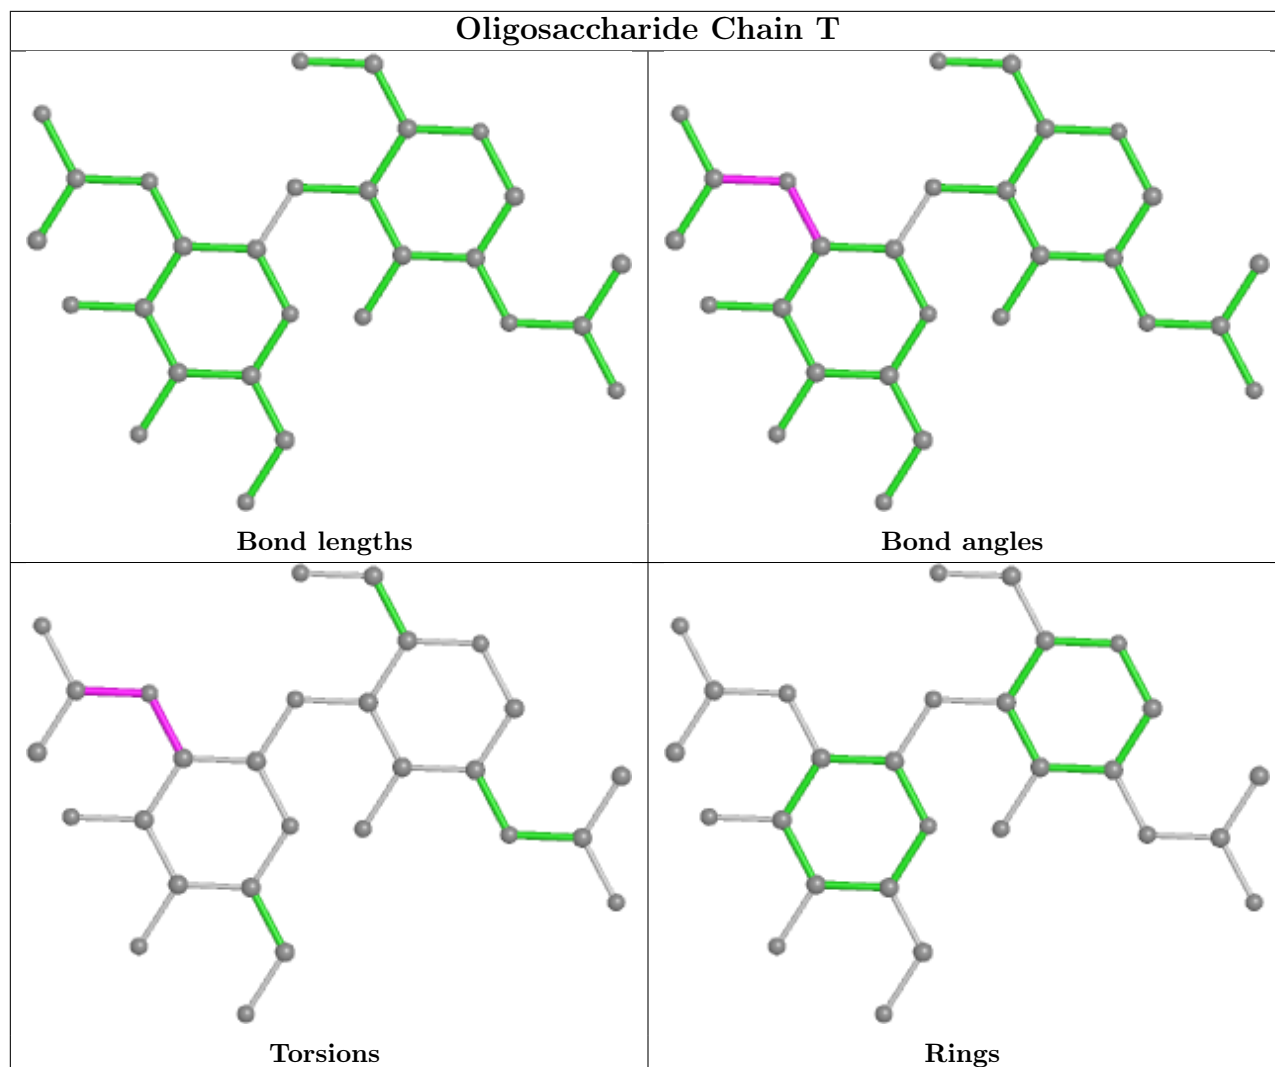 Oligosaccharide Chain T
Bond lengths
Bond angles
Torsions
Rings